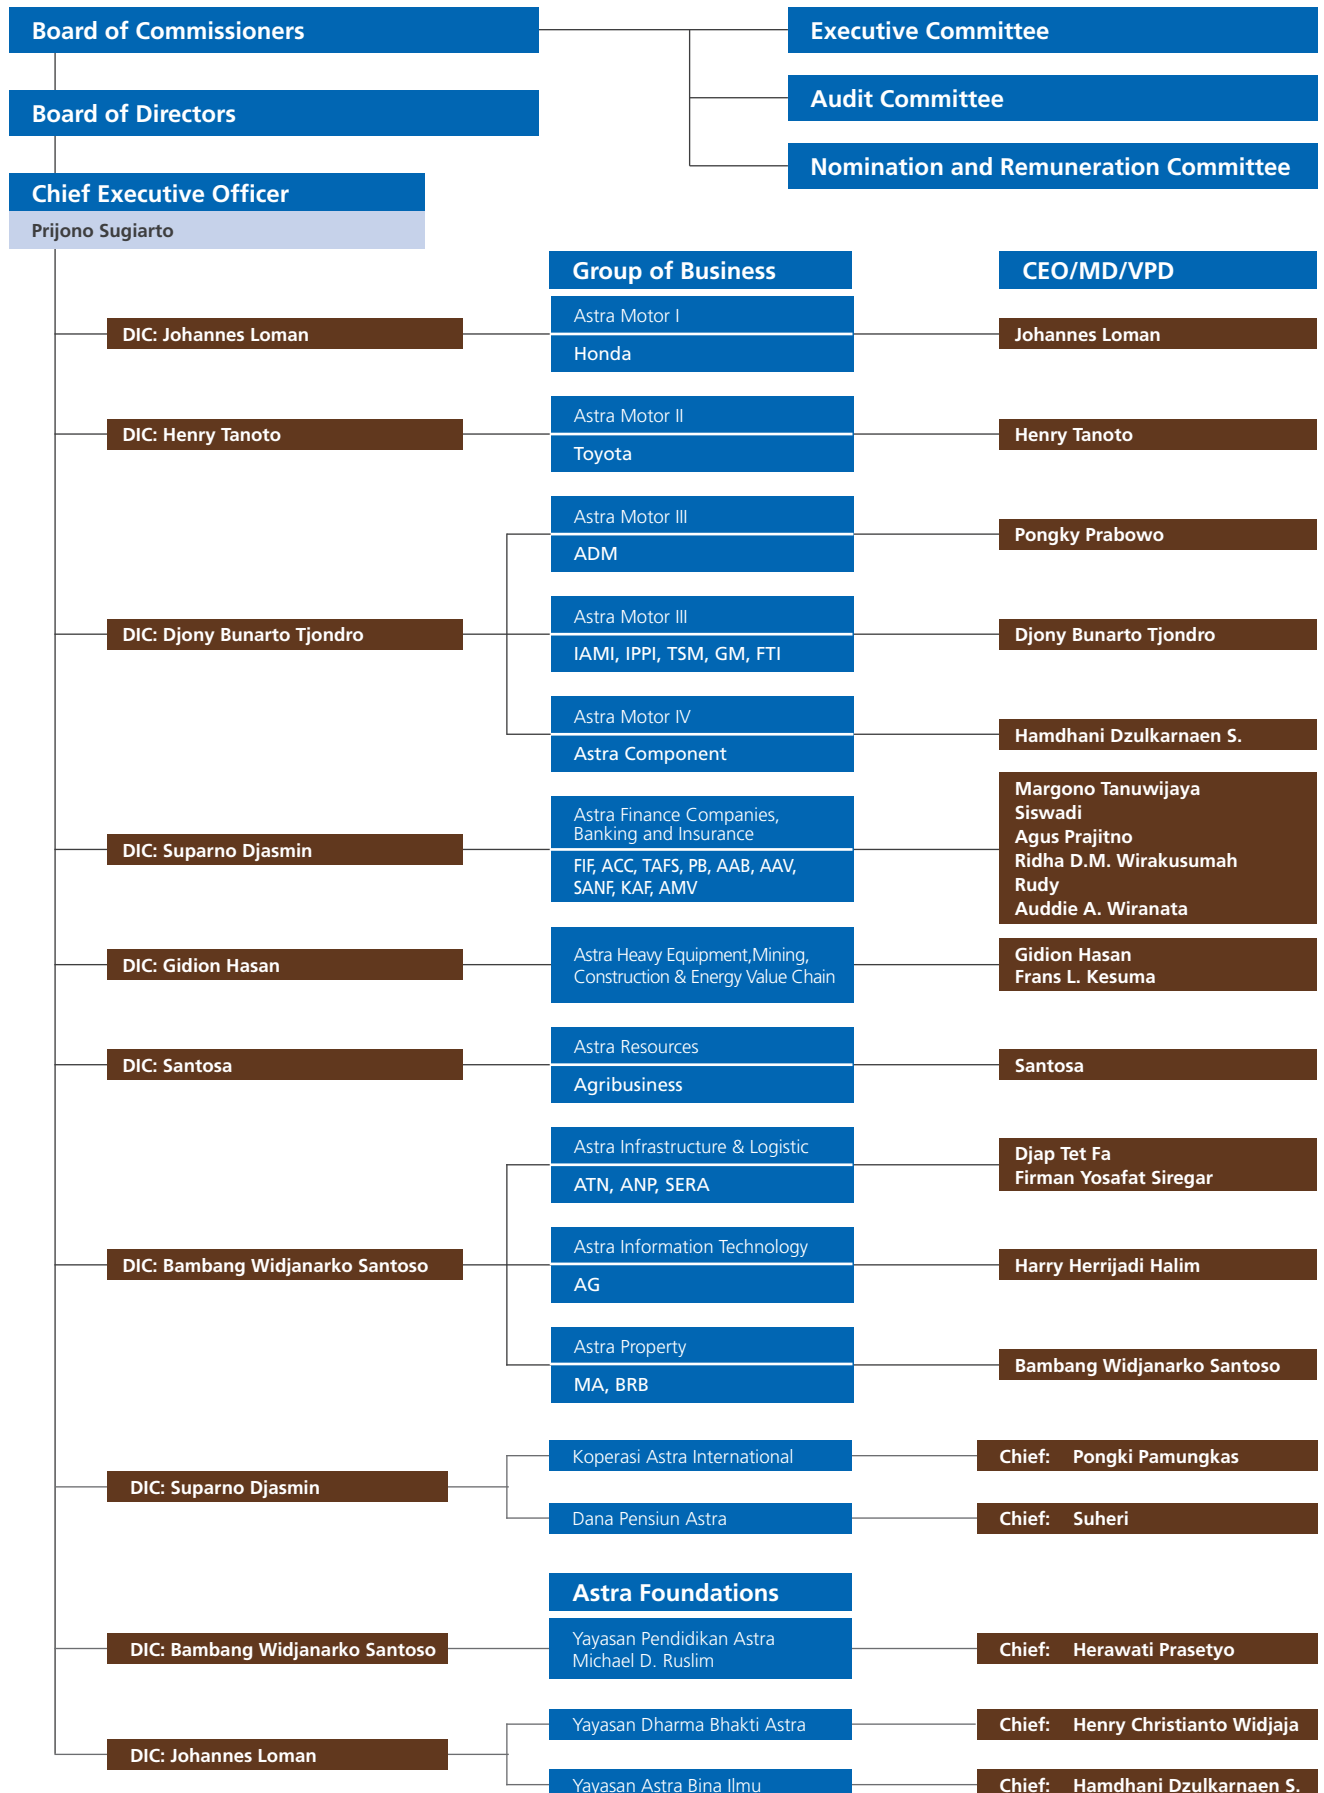 Board of Commissioners
Executive Committee
Board of Directors
Audit Committee
Nomination and Remuneration Committee
Chief Executive Officer
Prijono Sugiarto
Group of Business
CEO/MD/VPD
DIC: Johannes Loman
Astra Motor I
Honda
Johannes Loman
DIC: Henry Tanoto
Astra Motor II
Toyota
Henry Tanoto
DIC: Djony Bunarto Tjondro
Astra Motor III
ADM
Pongky Prabowo
Astra Motor III
IAMI, IPPI, TSM, GM, FTI
Djony Bunarto Tjondro
Astra Motor IV
Astra Component
Hamdhani Dzulkarnaen S.
DIC: Suparno Djasmin
Astra Finance Companies,
Banking and Insurance
FIF, ACC, TAFS, PB, AAB, AAV,
SANF, KAF, AMV
Margono Tanuwijaya
Siswadi
Agus Prajitno
Ridha D.M. Wirakusumah
Rudy
Auddie A. Wiranata
DIC: Gidion Hasan
Astra Heavy Equipment,Mining,
Construction & Energy Value Chain
Gidion Hasan
Frans L. Kesuma
DIC: Santosa
Astra Resources
Agribusiness
Santosa
DIC: Bambang Widjanarko Santoso
Astra Infrastructure & Logistic
ATN, ANP, SERA
Djap Tet Fa
Firman Yosafat Siregar
Astra Information Technology
AG
Harry Herrijadi Halim
Astra Property
MA, BRB
Bambang Widjanarko Santoso
DIC: Suparno Djasmin
Koperasi Astra International
Chief: Pongki Pamungkas
Dana Pensiun Astra
Chief: Suheri
Astra Foundations
DIC: Bambang Widjanarko Santoso
Yayasan Pendidikan Astra
Michael D. Ruslim
Chief: Herawati Prasetyo
DIC: Johannes Loman
Yayasan Dharma Bhakti Astra
Chief: Henry Christianto Widjaja
Yayasan Astra Bina Ilmu
Chief: Hamdhani Dzulkarnaen S.